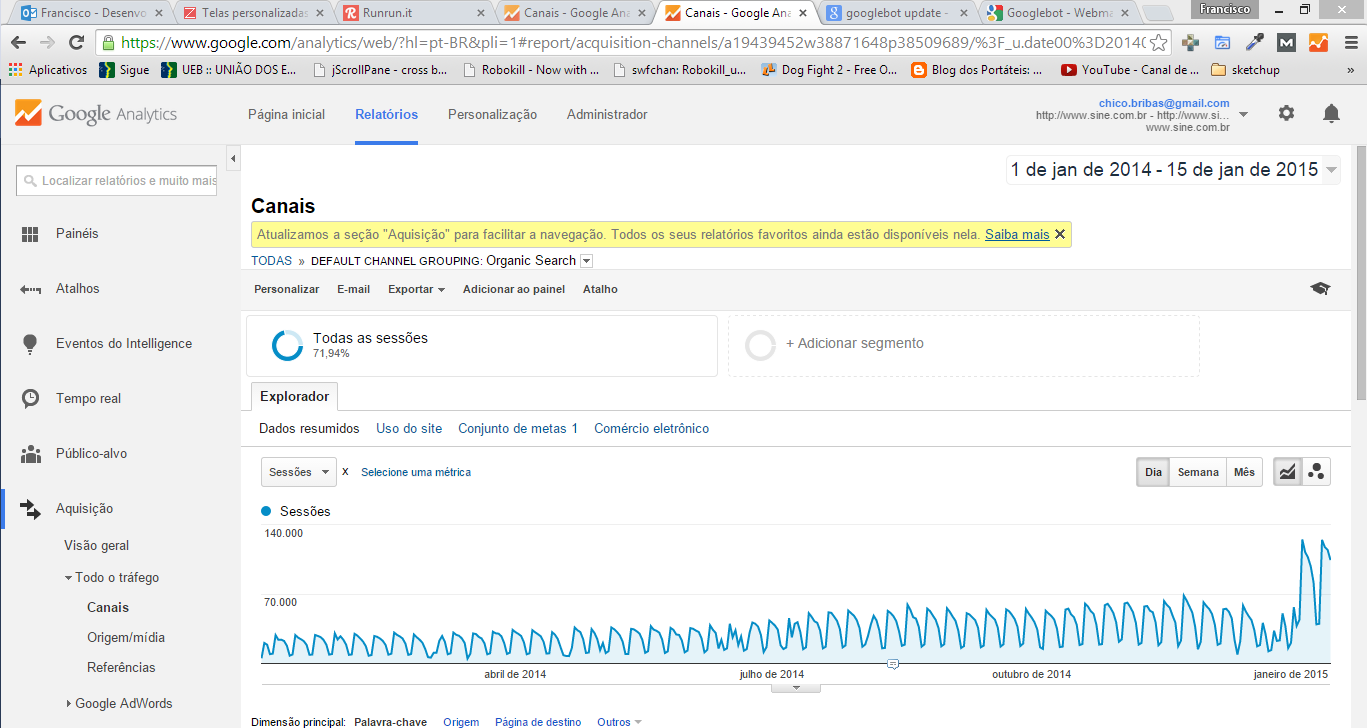 Francisco - Desenvo
Telas personalizadas
Runrun.it
Canais - Google Ana
Canais - Google Ana
googlebot update -
Googlebot - Webma
Francisco
https://www.google.com/analytics/web/?hl=pt-BR&pli=1#report/acquisition-channels/a19439452w38871648p38509689/%3F_u.date00%3D20140
Aplicativos
Sigue
UEB :: UNIÃO DOS E...
jScrollPane - cross b...
Robokill - Now with ...
swfchan: Robokill_u...
Dog Fight 2 - Free O...
Blog dos Portáteis: ...
YouTube - Canal de ...
sketchup
»
Google Analytics
Página inicial
Relatórios
Personalização
Administrador
chico.bribas@gmail.com
http://www.sine.com.br - http://www.si...
www.sine.com.br
Localizar relatórios e muito mais
1 de jan de 2014 - 15 de jan de 2015
Canais
Atualizamos a seção "Aquisição" para facilitar a navegação. Todos os seus relatórios favoritos ainda estão disponíveis nela. Saiba mais
TODAS » DEFAULT CHANNEL GROUPING: Organic Search
Personalizar
E-mail
Exportar
Adicionar ao painel
Atalho
Painéis
Atalhos
Eventos do Intelligence
Tempo real
Público-alvo
Aquisição
Visão geral
Todo o tráfego
Canais
Origem/mídia
Referências
Google AdWords
Todas as sessões
71,94%
+ Adicionar segmento
Explorador
Dados resumidos
Uso do site
Conjunto de metas 1
Comércio eletrônico
Sessões
x
Selecione uma métrica
Dia
Semana
Mês
Sessões
140.000
70.000
abril de 2014
julho de 2014
outubro de 2014
janeiro de 2015
Dimensão principal:
Palavra-chave
Origem
Página de destino
Outros